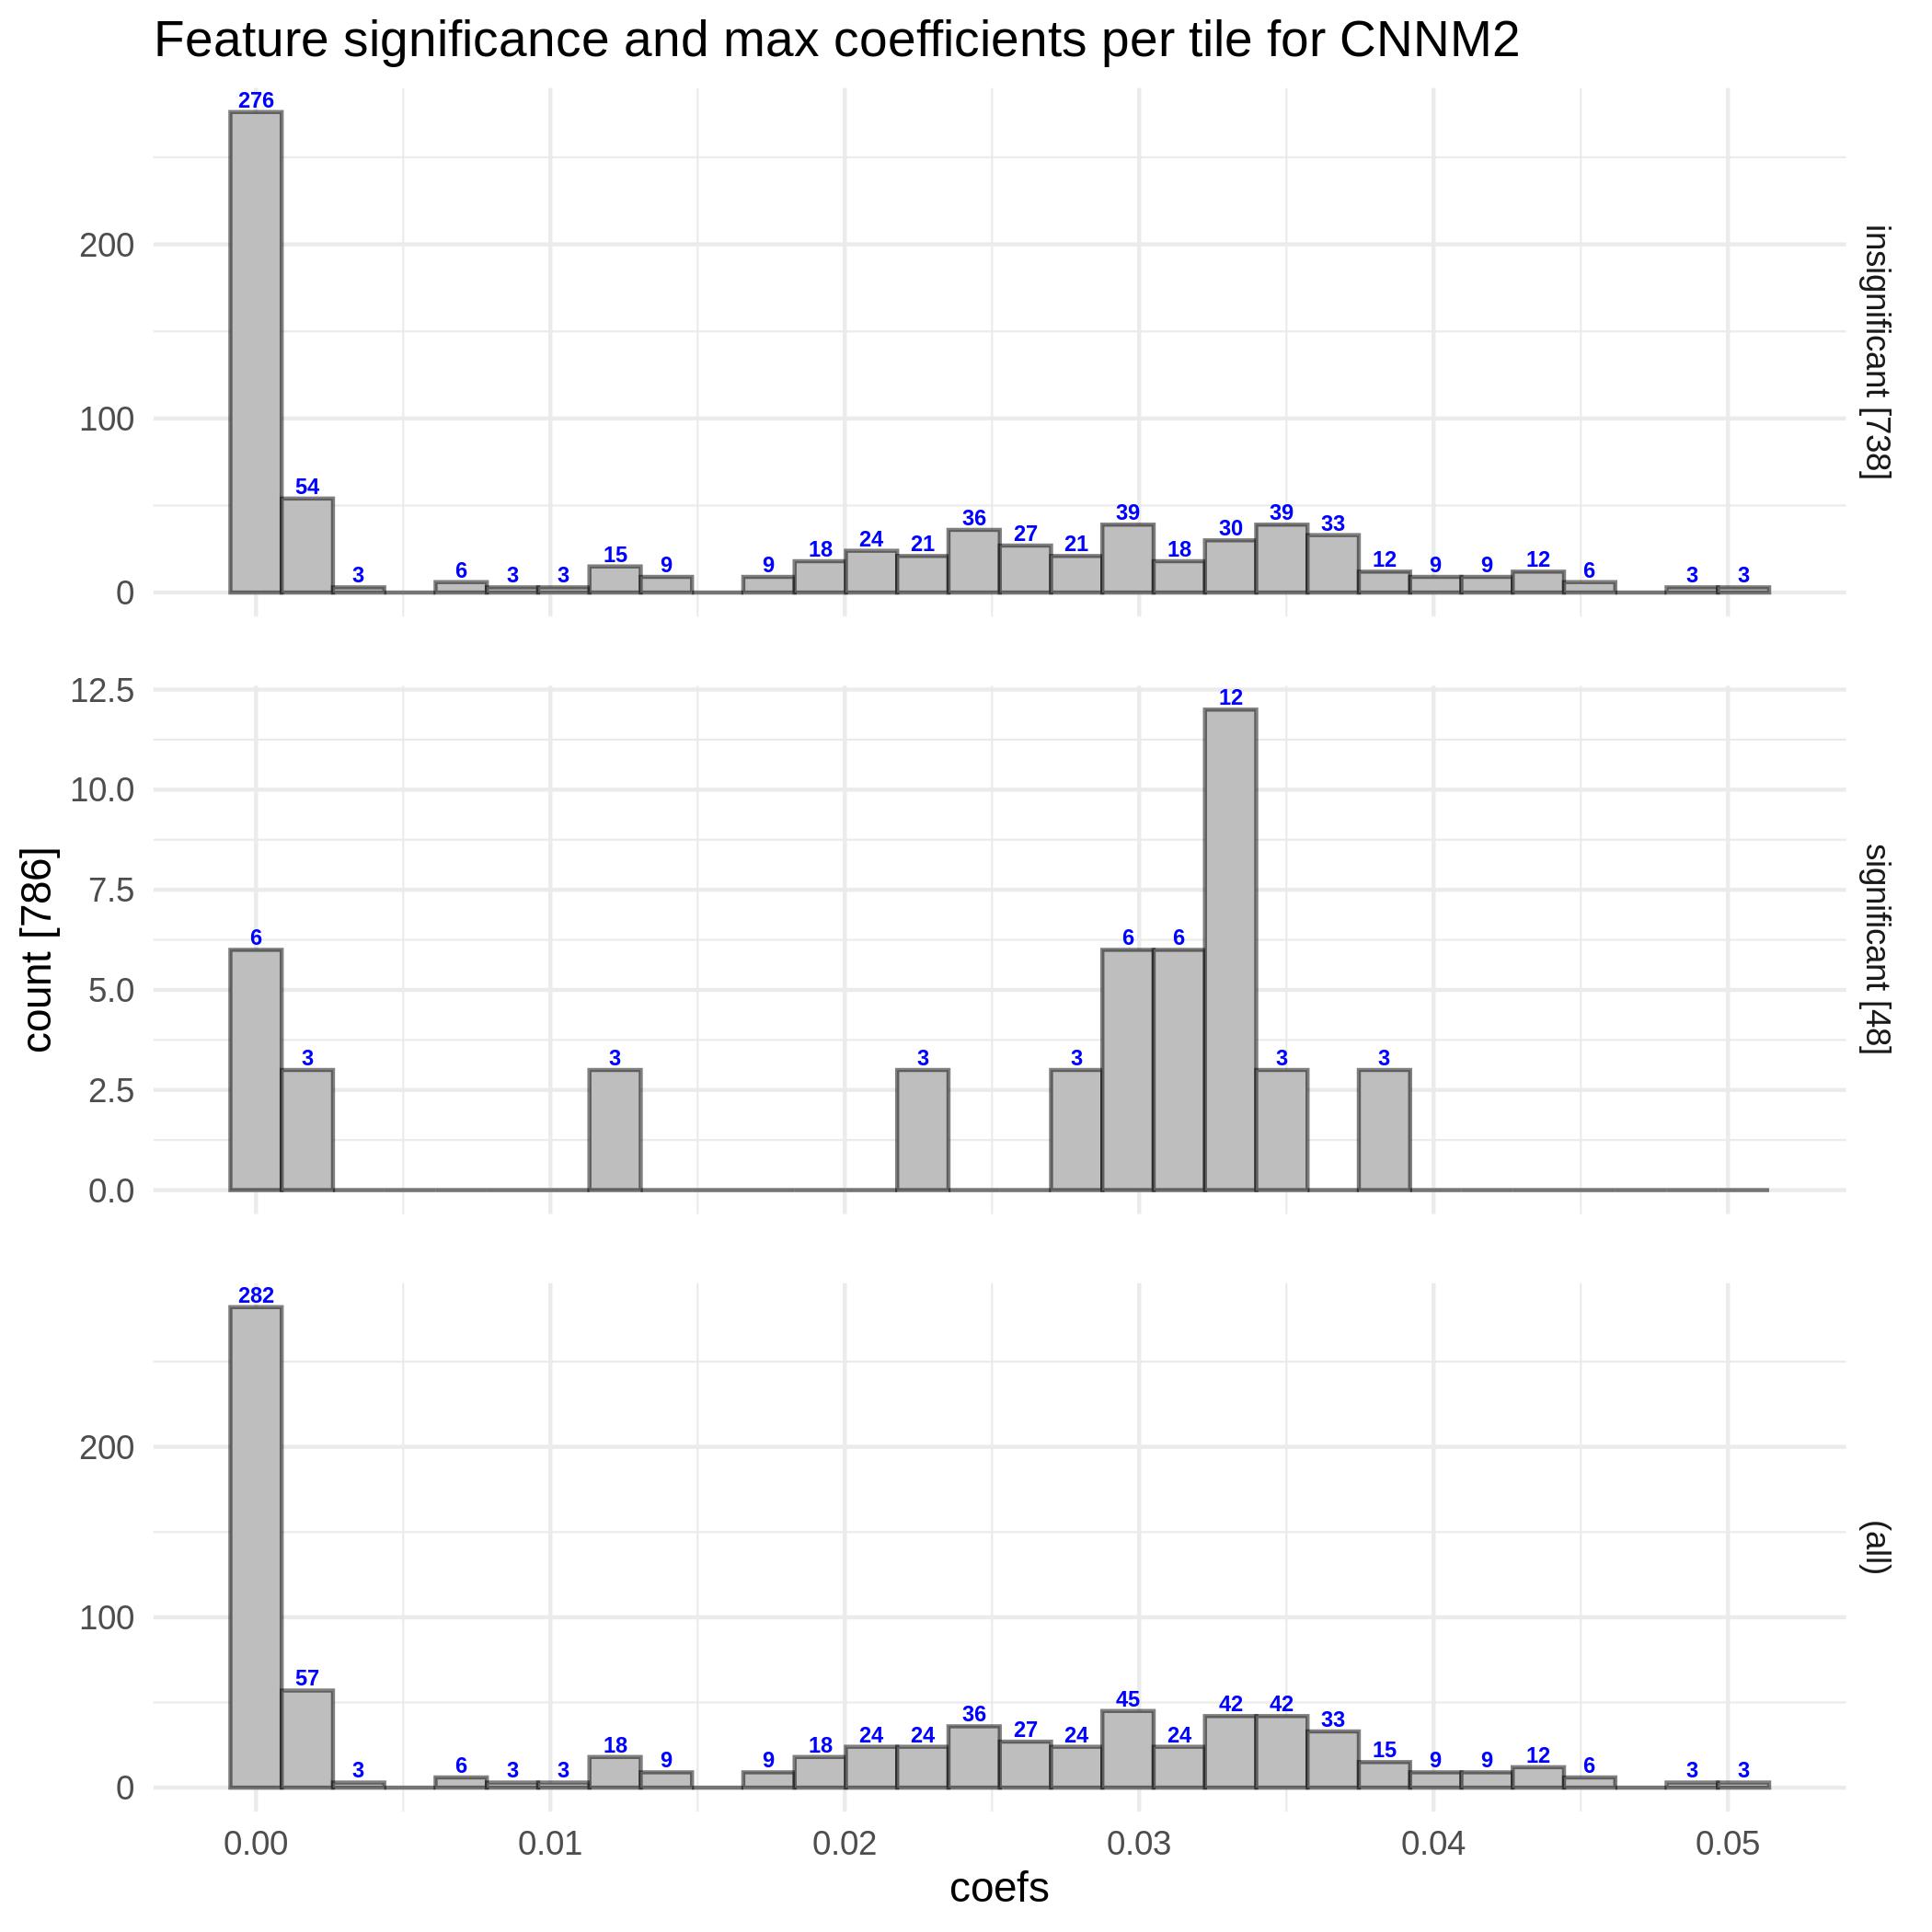 Feature significance and max coefficients per tile for CNNM2
276 54 3 6 3 3 15 9 9 18 24 21 36 27 21 39 18 30 39 33 12 9 9 12 6 3 3
200
100
0
insignificant [738]
12.5
10.0
7.5
5.0
2.5
0.0
6 3 3 3 3 6 6 12 3 3
significant [48]
count [786]
282 57 3 6 3 3 18 9 9 18 24 24 36 27 24 45 24 42 42 33 15 9 9 12 6 3 3
200
100
0
(all)
0.00 0.01 0.02 0.03 0.04 0.05
coefs